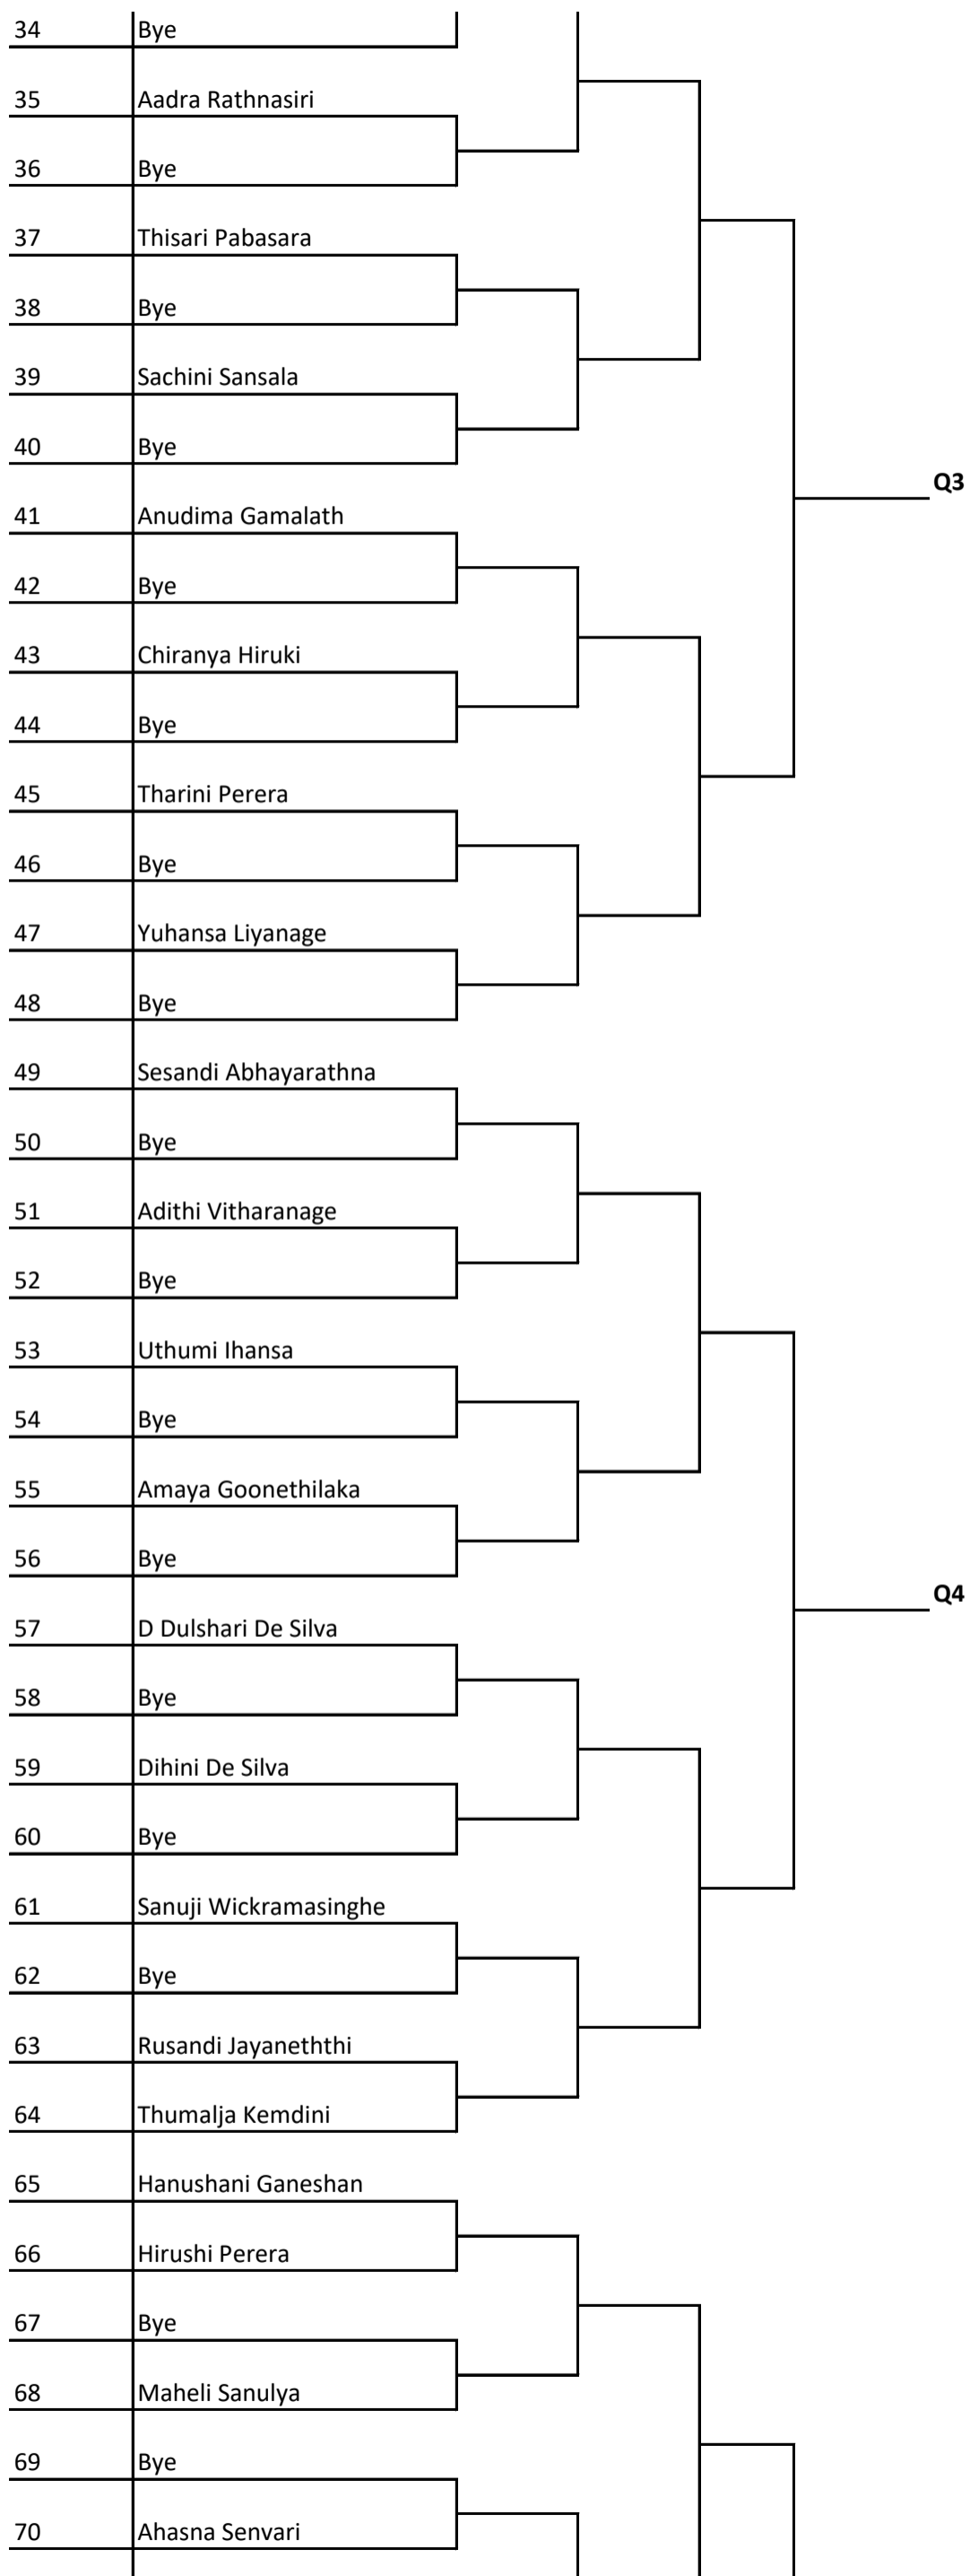 34 Bye
35 Aadra Rathnasiri
36 Bye
37 Thisari Pabasara
38 Bye
39 Sachini Sansala
40 Bye
Q3
41 Anudima Gamalath
42 Bye
43 Chiranya Hiruki
44 Bye
45 Tharini Perera
46 Bye
47 Yuhansa Liyanage
48 Bye
49 Sesandi Abhayarathna
50 Bye
51 Adithi Vitharanage
52 Bye
53 Uthumi Ihansa
54 Bye
55 Amaya Goonethilaka
56 Bye
Q4
57 D Dulshari De Silva
58 Bye
59 Dihini De Silva
60 Bye
61 Sanuji Wickramasinghe
62 Bye
63 Rusandi Jayaneththi
64 Thumalja Kemdini
65 Hanushani Ganeshan
66 Hirushi Perera
67 Bye
68 Maheli Sanulya
69 Bye
70 Ahasna Senvari